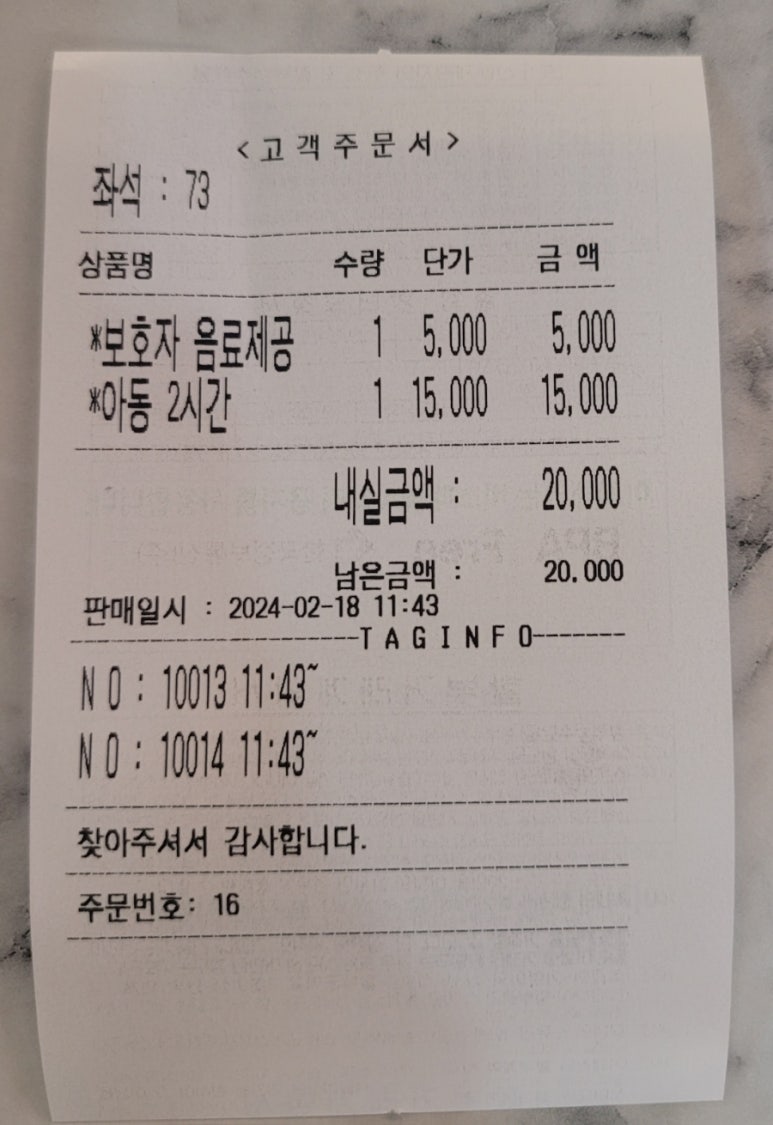 <고객주문서>
좌석 : 73
상품명 수량 단가 금 액
*보호자 음료제공 1 5,000 5,000
*아동 2시간 1 15,000 15,000
내실금액 : 20,000
남은금액 : 20.000
판매일시 : 2024-02-18 11:43
------------------T A G I N F O------
N O : 10013 11:43~
N O : 10014 11:43~
찾아주셔서 감사합니다.
주문번호: 16